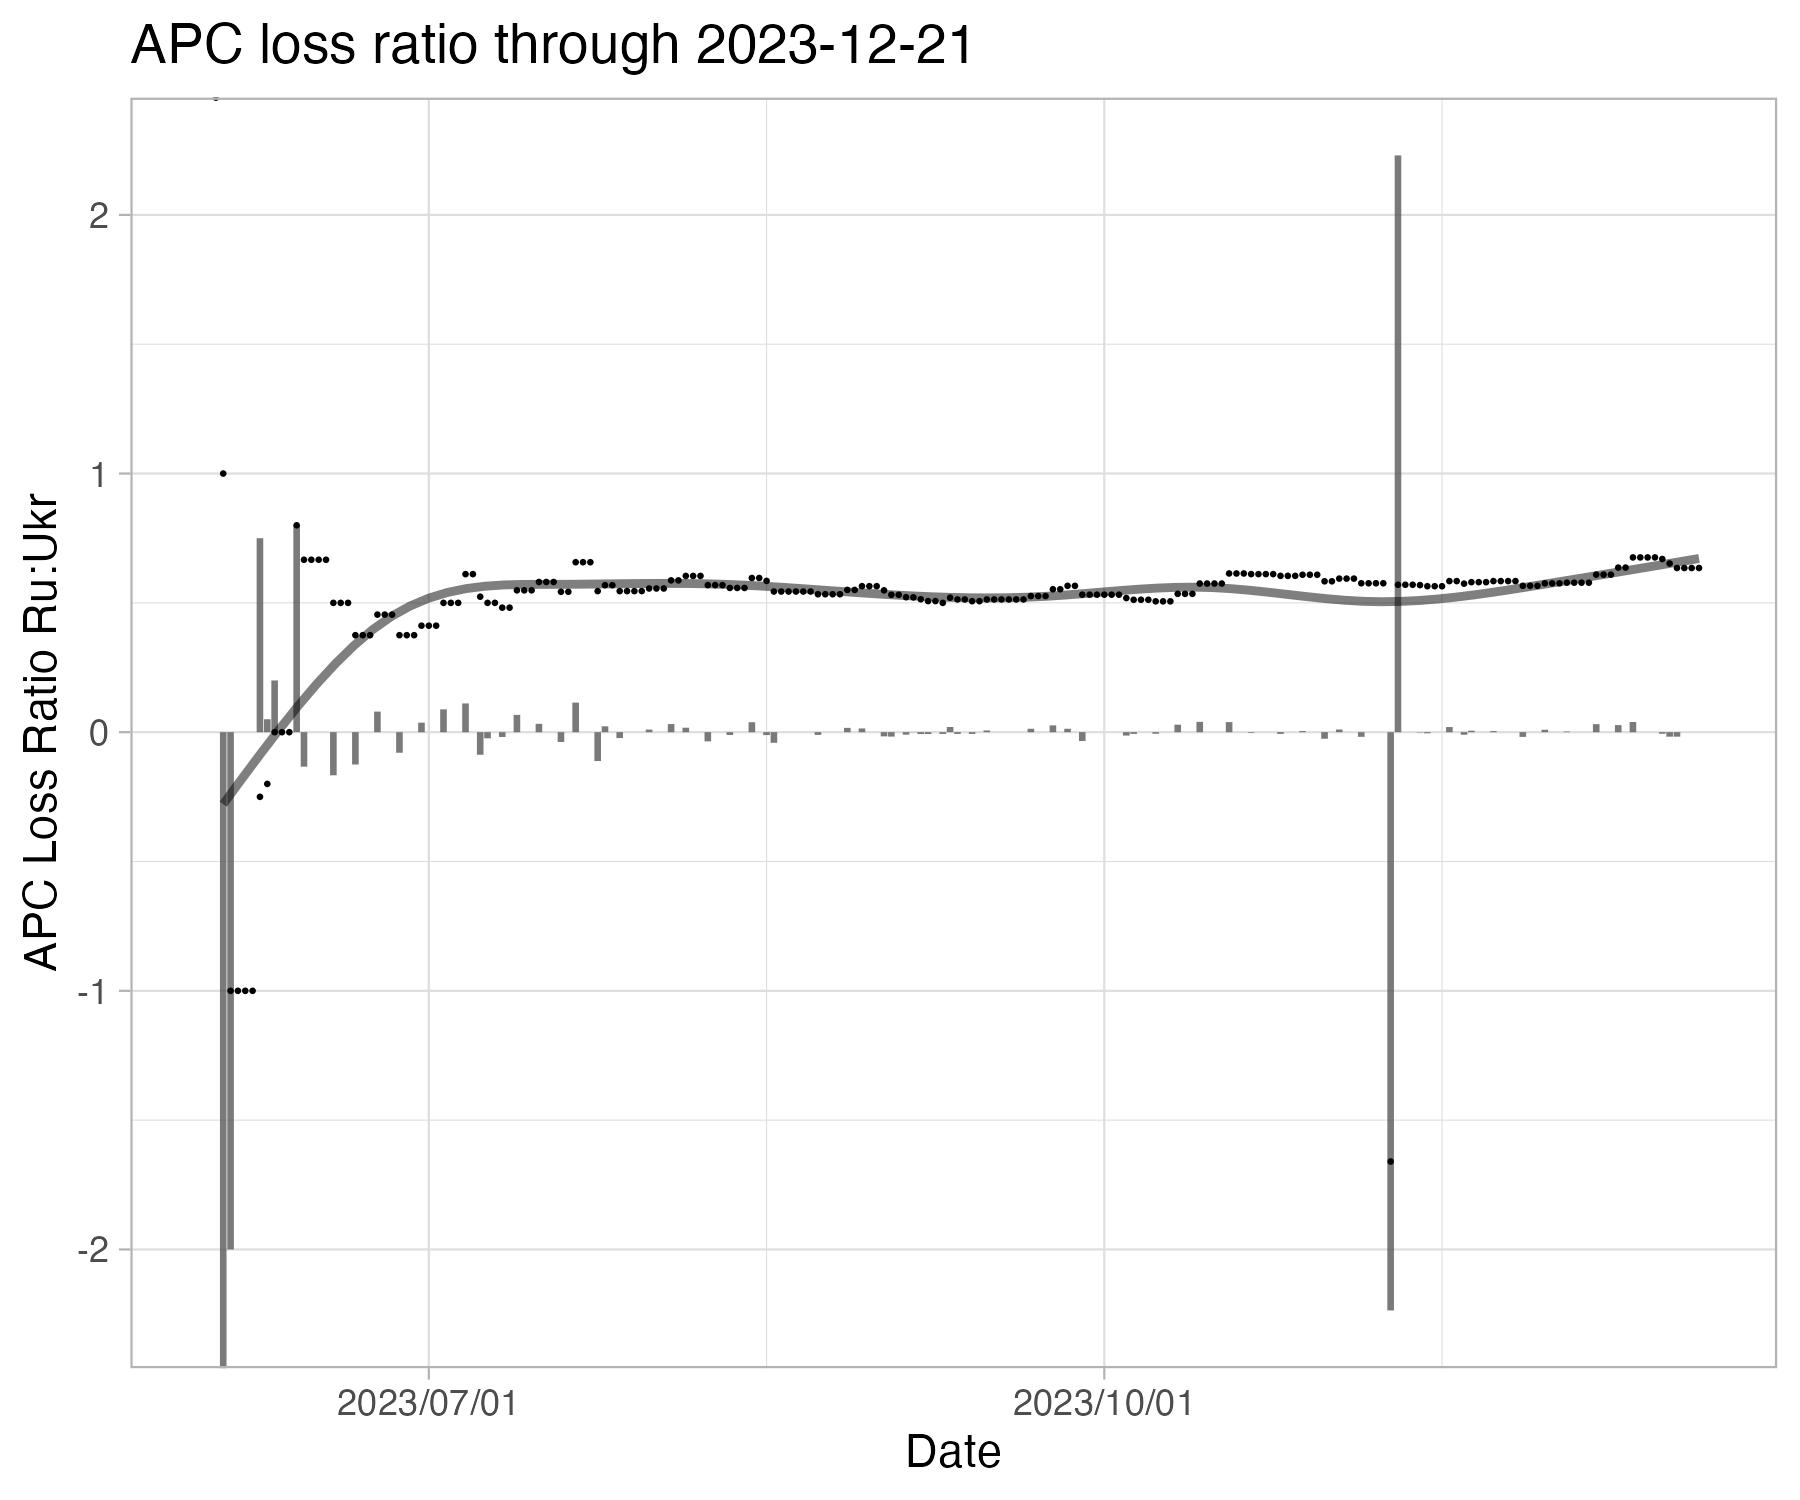 APC loss ratio through 2023-12-21
APC Loss Ratio Ru:Ukr
2
1
0
-1
-2
2023/07/01
2023/10/01
Date